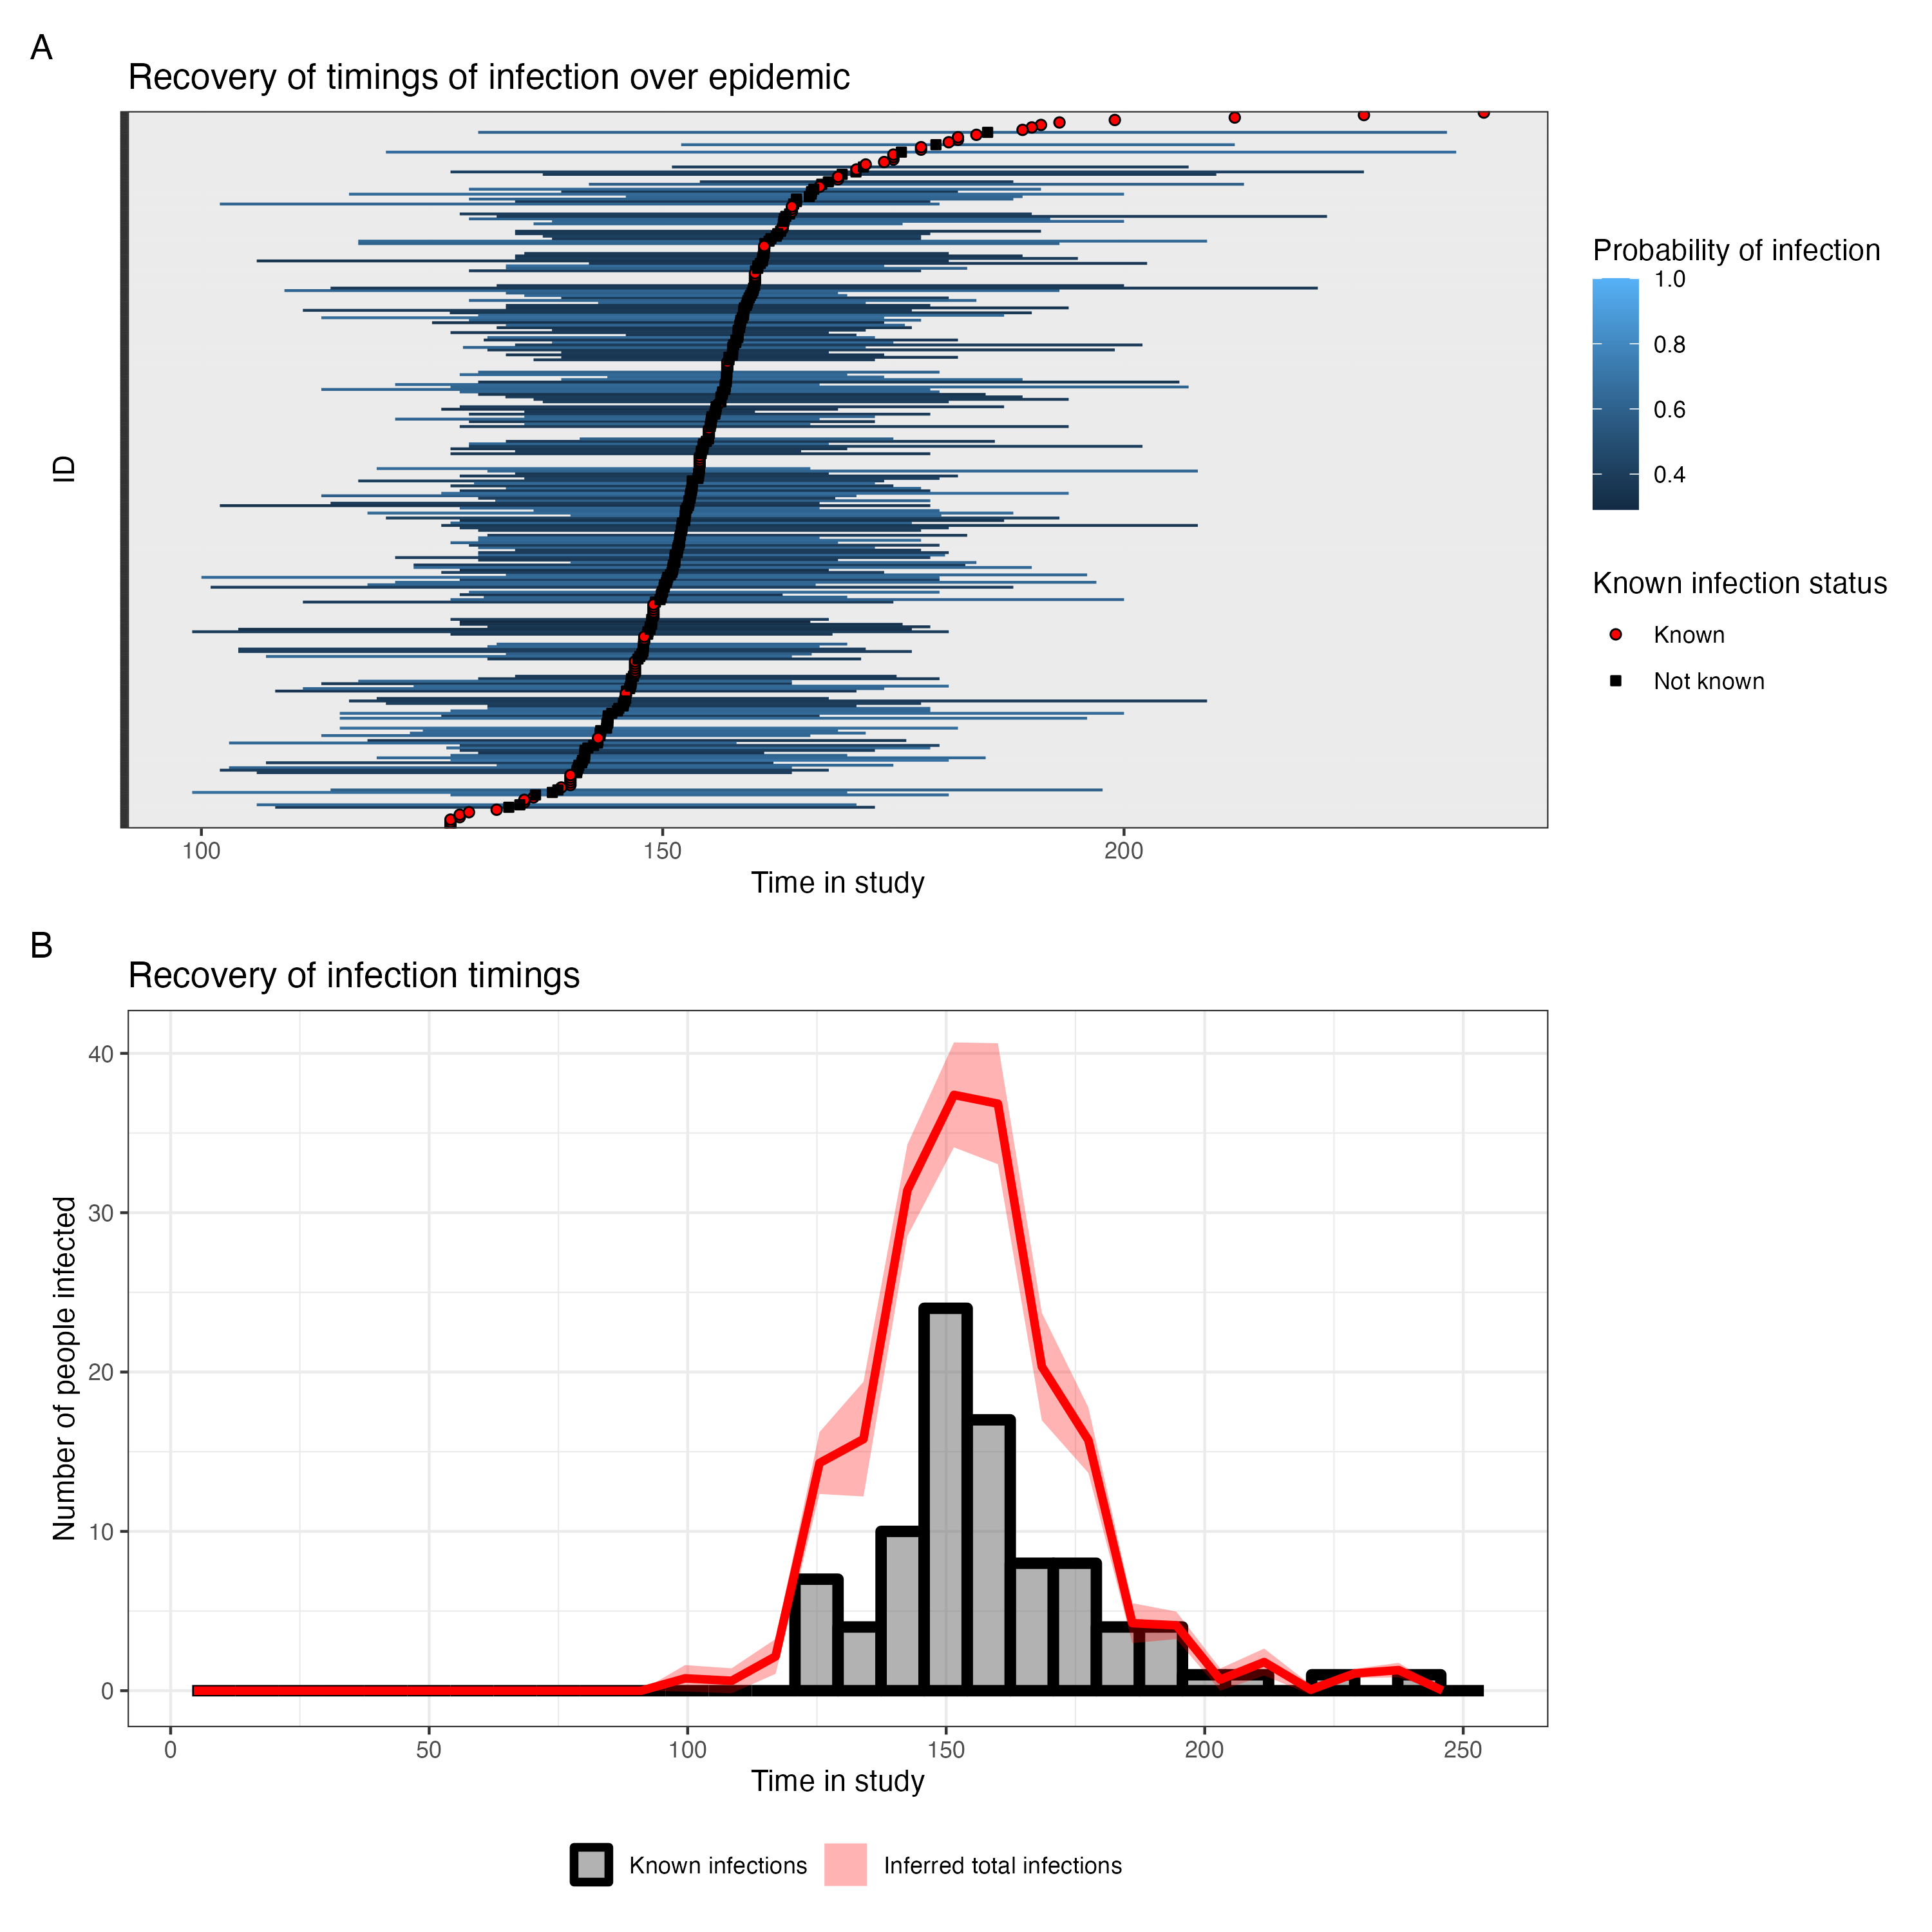 A
Recovery of timings of infection over epidemic
ID
100 150 200
Time in study
Probability of infection
1.0
0.8
0.6
0.4
Known infection status
Known
Not known
B
Recovery of infection timings
Number of people infected
40
30
20
10
0
0 50 100 150 200 250
Time in study
Known infections Inferred total infections